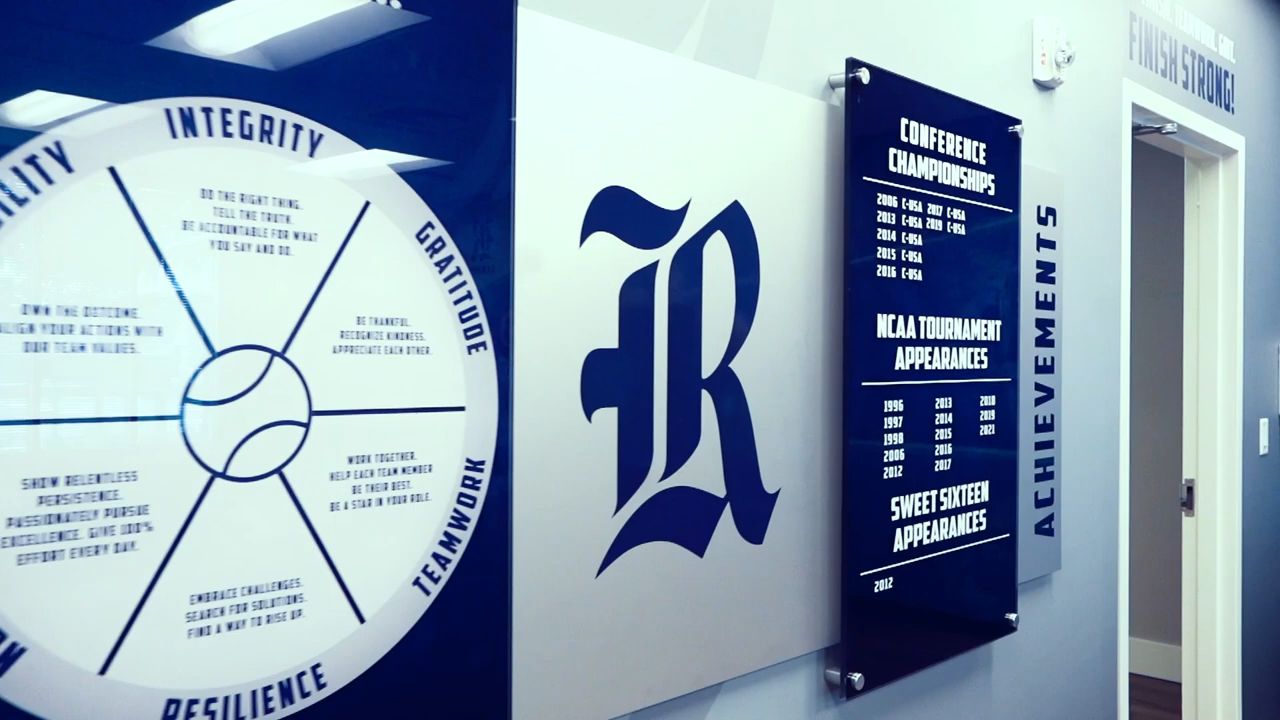 ILITY
INTEGRITY
DO THE RIGHT THING.
TELL THE TRUTH.
BE ACCOUNTABLE FOR WHAT
YOU SAY AND DO.
GRATITUDE
BE THANKFUL.
RECOGNIZE KINDNESS.
APPRECIATE EACH OTHER.
OWN THE OUTCOME.
ALIGN YOUR ACTIONS WITH
OUR TEAM VALUES.
SHOW RELENTLESS
PERSISTENCE.
PASSIONATELY PURSUE
EXCELLENCE. GIVE 100%
EFFORT EVERY DAY.
WORK TOGETHER.
HELP EACH TEAM MEMBER
BE THEIR BEST.
BE A STAR IN YOUR ROLE.
TEAMWORK
EMBRACE CHALLENGES.
SEARCH FOR SOLUTIONS.
FIND A WAY TO RISE UP.
RESILIENCE
R
CONFERENCE
CHAMPIONSHIPS
2006 C-USA 2017 C-USA
2013 C-USA 2019 C-USA
2014 C-USA
2015 C-USA
2016 C-USA
NCAA TOURNAMENT
APPEARANCES
1996 2013 2018
1997 2014 2019
1998 2015 2021
2006 2016
2012 2017
SWEET SIXTEEN
APPEARANCES
2012
ACHIEVEMENTS
FINISH STRONG!